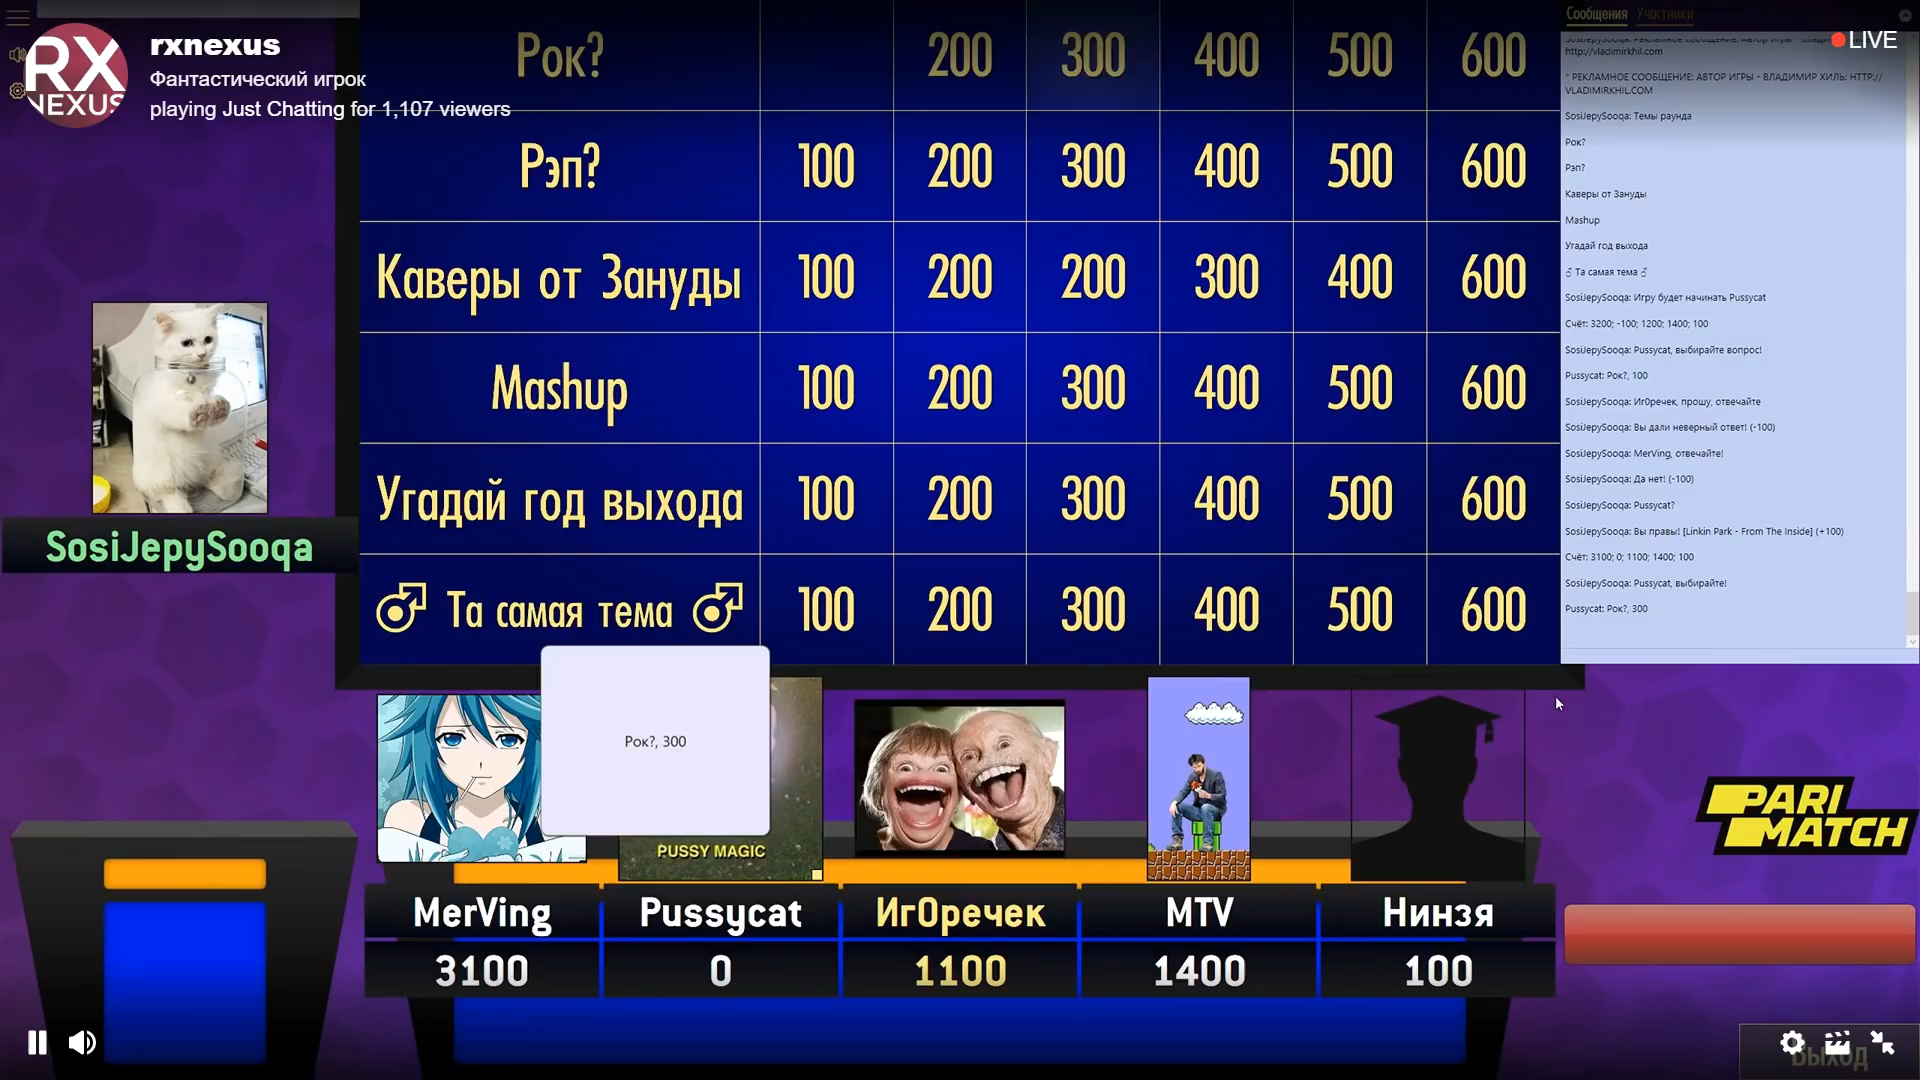 RX
NEXUS
rxnexus
Фантастический игрок
playing Just Chatting for 1,107 viewers
LIVE
Рок? 200 300 400 500 600
Рэп? 100 200 300 400 500 600
Каверы от Зануды 100 200 200 300 400 600
Mashup 100 200 300 400 500 600
Угадай год выхода 100 200 300 400 500 600
♂ Та самая тема ♂ 100 200 300 400 500 600
Сообщения Участники
http://vladimirkhil.com
* РЕКЛАМНОЕ СООБЩЕНИЕ: АВТОР ИГРЫ - ВЛАДИМИР ХИЛЬ: HTTP://
VLADIMIRKHIL.COM
SosiJepySooqa: Темы раунда
Рок?
Рэп?
Каверы от Зануды
Mashup
Угадай год выхода
♂ Та самая тема ♂
SosiJepySooqa: Игру будет начинать Pussycat
Счёт: 3200; -100; 1200; 1400; 100
SosiJepySooqa: Pussycat, выбирайте вопрос!
Pussycat: Рок?, 100
SosiJepySooqa: Иг0речек, прошу, отвечайте
SosiJepySooqa: Вы дали неверный ответ! (-100)
SosiJepySooqa: MerVing, отвечайте!
SosiJepySooqa: Да нет! (-100)
SosiJepySooqa: Pussycat?
SosiJepySooqa: Вы правы! [Linkin Park - From The Inside] (+100)
Счёт: 3100; 0; 1100; 1400; 100
SosiJepySooqa: Pussycat, выбирайте!
Pussycat: Рок?, 300
SosiJepySooqa
Рок?, 300
PUSSY MAGIC
PARI
MATCH
MerVing Pussycat Иг0речек MTV Нинзя
3100 0 1100 1400 100
ВЫХОД